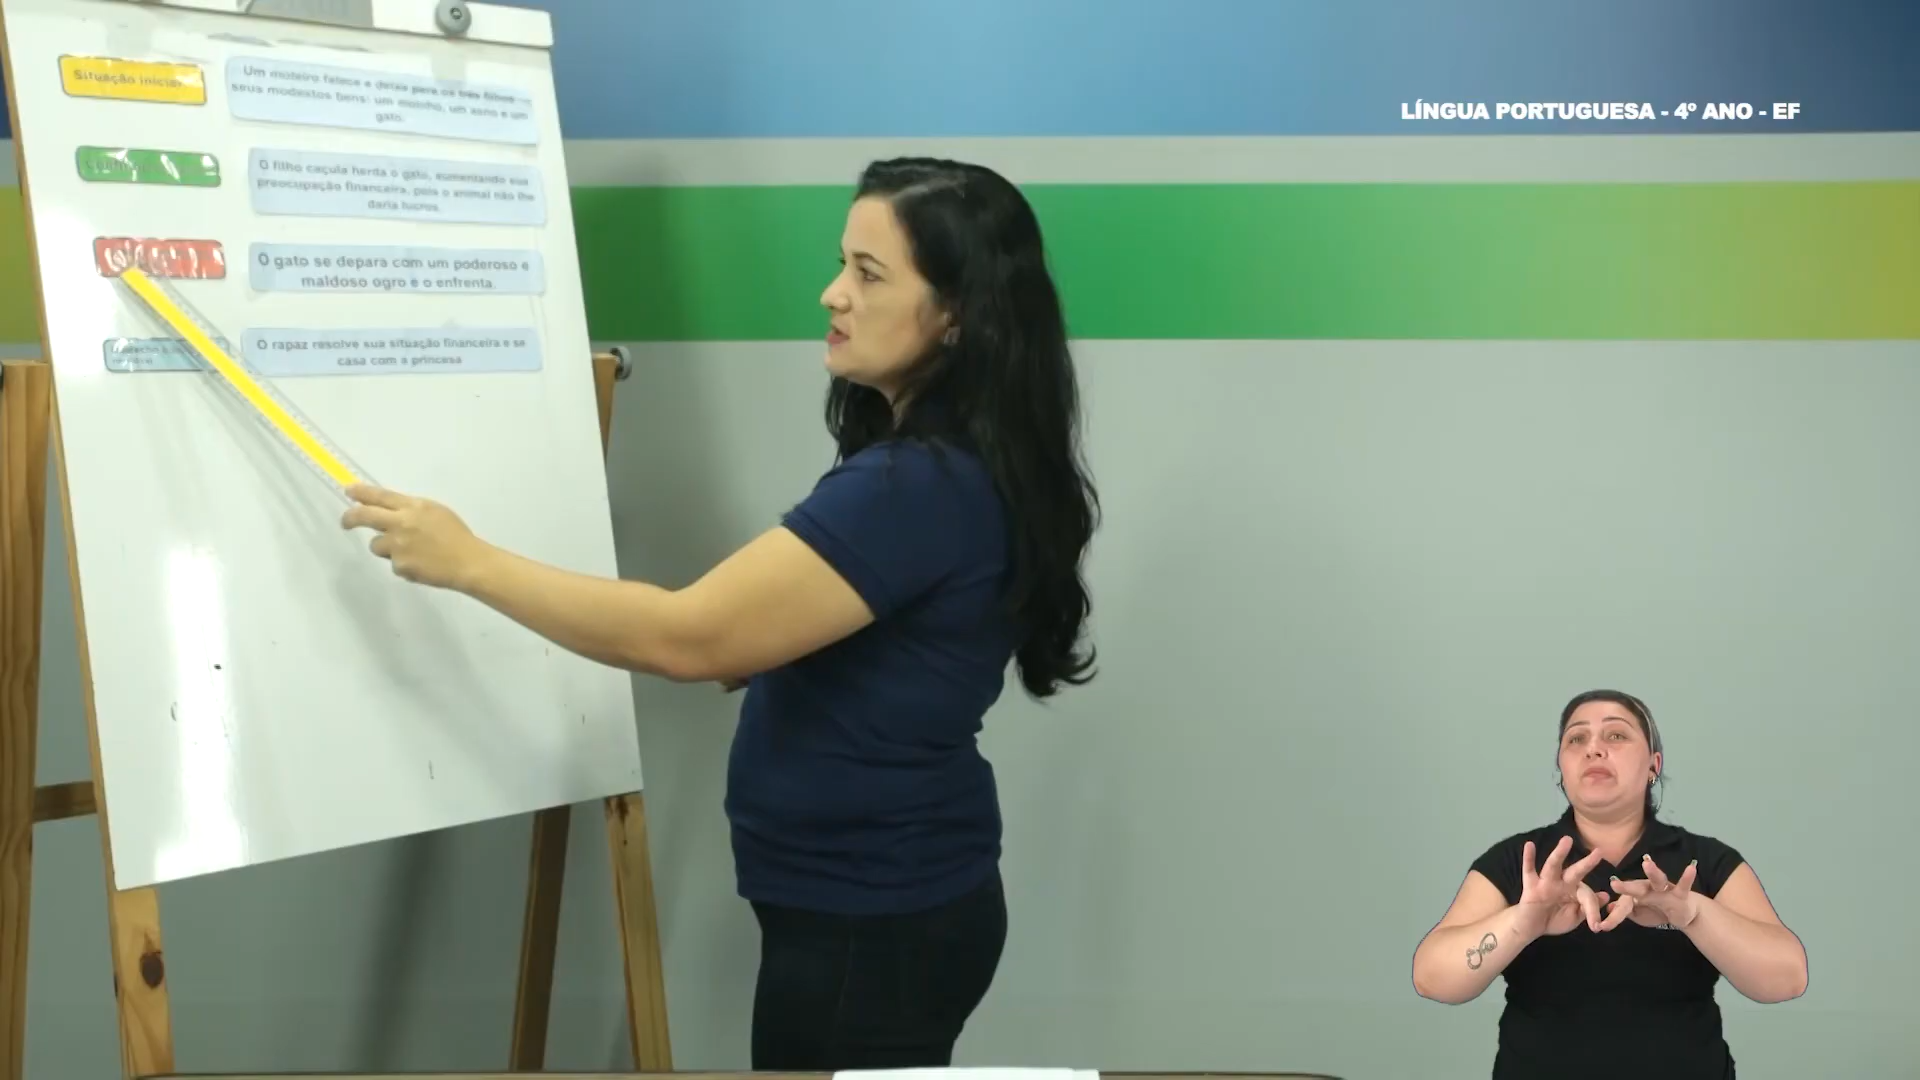 LÍNGUA PORTUGUESA - 4º ANO - EF
Situação inicial
Um moleiro falece e deixa para os três filhos
seus modestos bens: um moinho, um asno e um
gato.
O filho caçula herda o gato, aumentando sua
preocupação financeira, pois o animal não lhe
daria lucros.
O gato se depara com um poderoso e
maldoso ogro e o enfrenta.
O rapaz resolve sua situação financeira e se
casa com a princesa